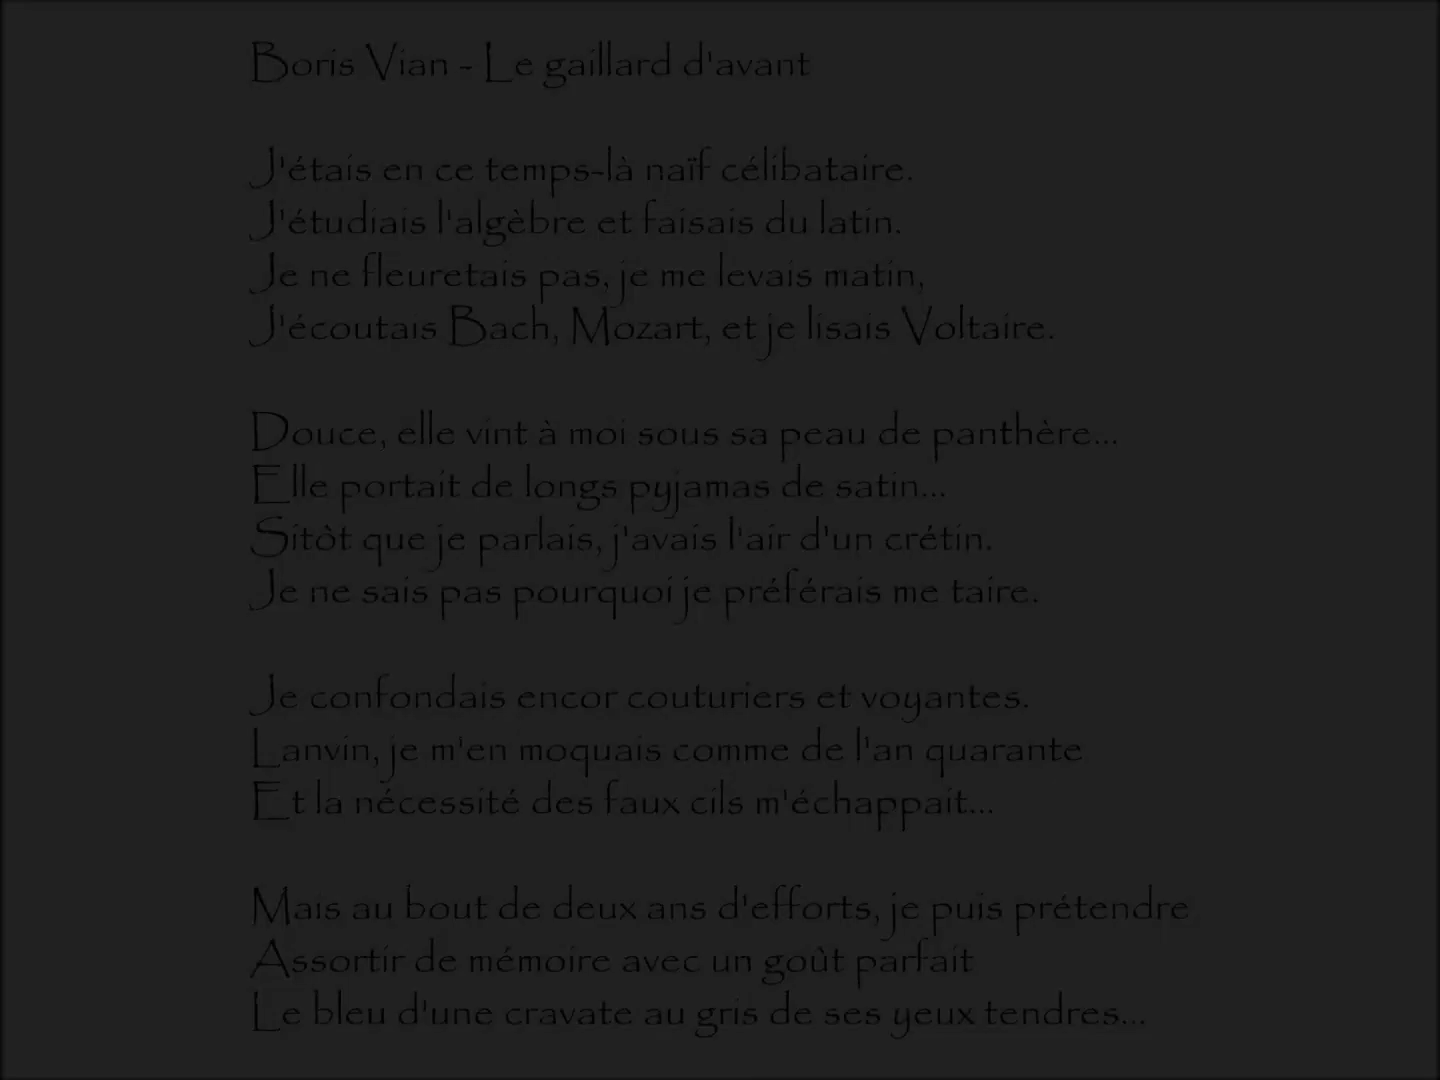 Boris Vian - Le gaillard d'avant
J'étais en ce temps-là naïf célibataire.
J'étudiais l'algèbre et faisais du latin.
Je ne fleuretais pas, je me levais matin,
J'écoutais Bach, Mozart, et je lisais Voltaire.
Douce, elle vint à moi sous sa peau de panthère...
Elle portait de longs pyjamas de satin...
Sitôt que je parlais, j'avais l'air d'un crétin.
Je ne sais pas pourquoi je préférais me taire.
Je confondais encor couturiers et voyantes.
Lanvin, je m'en moquais comme de l'an quarante
Et la nécessité des faux cils m'échappait...
Mais au bout de deux ans d'efforts, je puis prétendre
Assortir de mémoire avec un goût parfait
Le bleu d'une cravate au gris de ses yeux tendres...